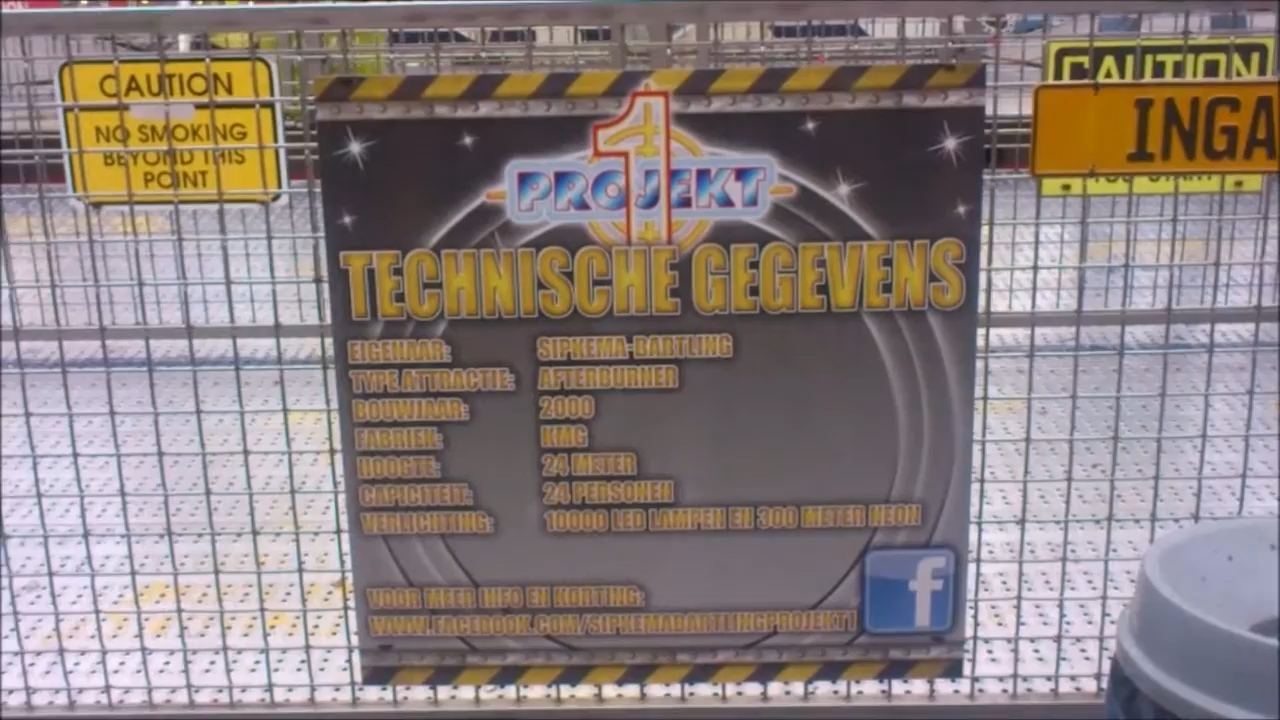 CAUTION
NO SMOKING
BEYOND THIS
POINT
1
PROJEKT
TECHNISCHE GEGEVENS
EIGENAAR: SIPKEMA-BARTLING
TYPE ATTRACTIE: AFTERBURNER
BOUWJAAR: 2000
FABRIEK: KMG
HOOGTE: 24 METER
CAPICITEIT: 24 PERSONEN
VERLICHTING: 10000 LED LAMPEN EN 300 METER NEON
VOOR MEER INFO EN KORTING:
WWW.FACEBOOK.COM/SIPKEMABARTLINGPROJEKT1
f
CAUTION
INGA